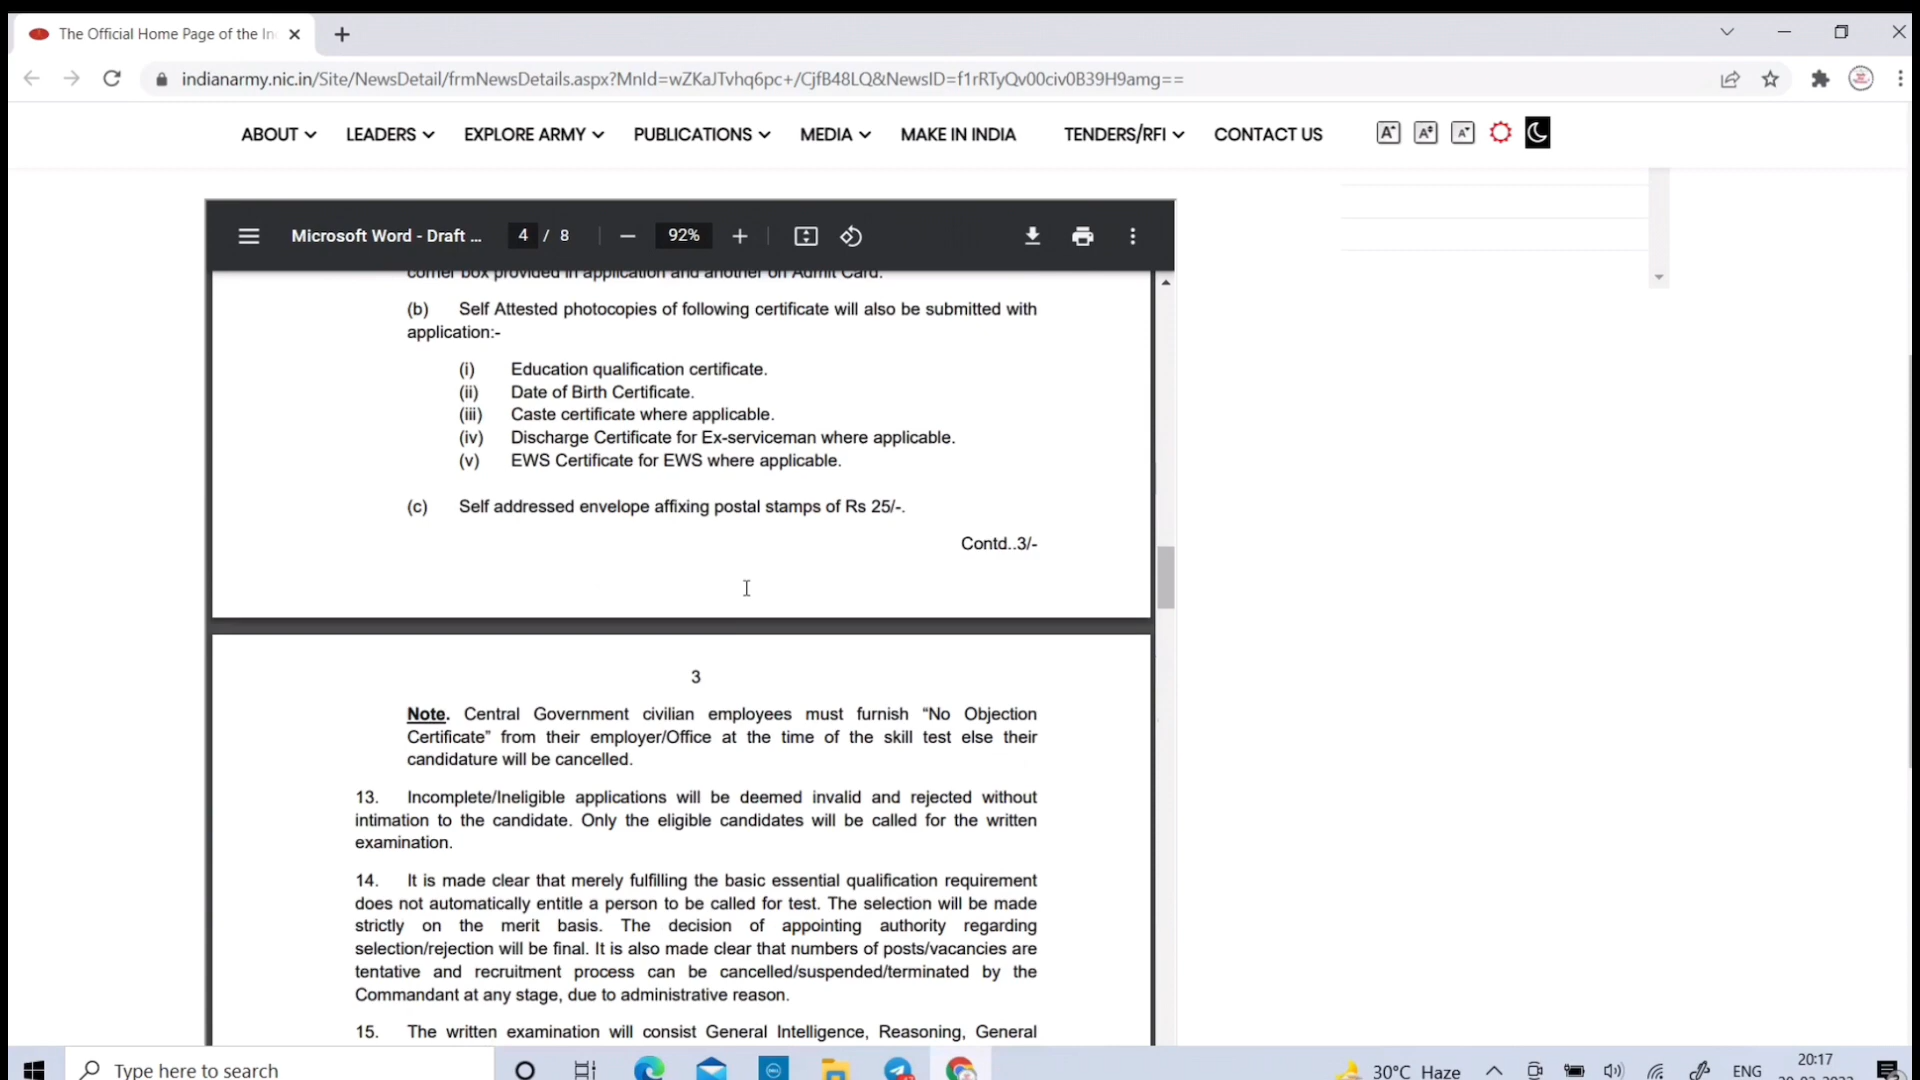 The Official Home Page of the In
indianarmy.nic.in/Site/NewsDetail/frmNewsDetails.aspx?MnId=wZKaJTvhq6pc+/CjfB48LQ&NewsID=f1rRTyQv00civ0B39H9amg==
ABOUT LEADERS EXPLORE ARMY PUBLICATIONS MEDIA MAKE IN INDIA TENDERS/RFI CONTACT US
Microsoft Word - Draft ... 4 / 8 92%
corner box provided in application and another on Admit Card.
(b) Self Attested photocopies of following certificate will also be submitted with
application:-
(i) Education qualification certificate.
(ii) Date of Birth Certificate.
(iii) Caste certificate where applicable.
(iv) Discharge Certificate for Ex-serviceman where applicable.
(v) EWS Certificate for EWS where applicable.
(c) Self addressed envelope affixing postal stamps of Rs 25/-.
Contd..3/-
3
Note. Central Government civilian employees must furnish “No Objection
Certificate” from their employer/Office at the time of the skill test else their
candidature will be cancelled.
13. Incomplete/Ineligible applications will be deemed invalid and rejected without
intimation to the candidate. Only the eligible candidates will be called for the written
examination.
14. It is made clear that merely fulfilling the basic essential qualification requirement
does not automatically entitle a person to be called for test. The selection will be made
strictly on the merit basis. The decision of appointing authority regarding
selection/rejection will be final. It is also made clear that numbers of posts/vacancies are
tentative and recruitment process can be cancelled/suspended/terminated by the
Commandant at any stage, due to administrative reason.
15. The written examination will consist General Intelligence, Reasoning, General
Type here to search
30°C Haze
ENG
20:17